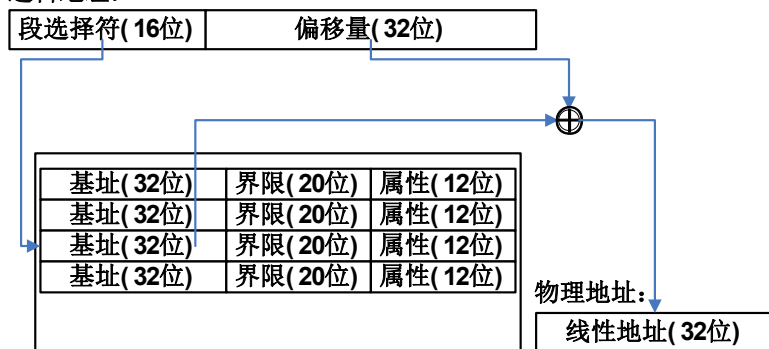 段选择符(16位) 偏移量(32位)
基址(32位) 界限(20位) 属性(12位)
基址(32位) 界限(20位) 属性(12位)
基址(32位) 界限(20位) 属性(12位)
基址(32位) 界限(20位) 属性(12位)
物理地址：
线性地址(32位)